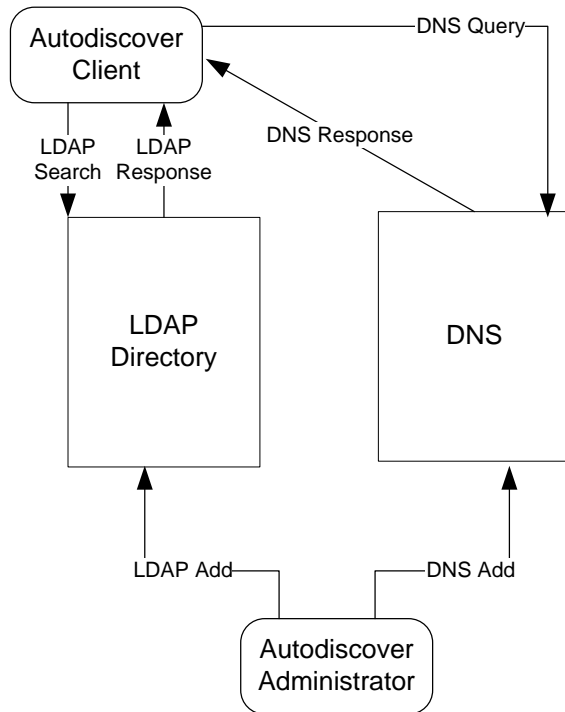 Autodiscover
Client
DNS Query
DNS Response
LDAP
Search
LDAP
Response
LDAP
Directory
DNS
LDAP Add
DNS Add
Autodiscover
Administrator